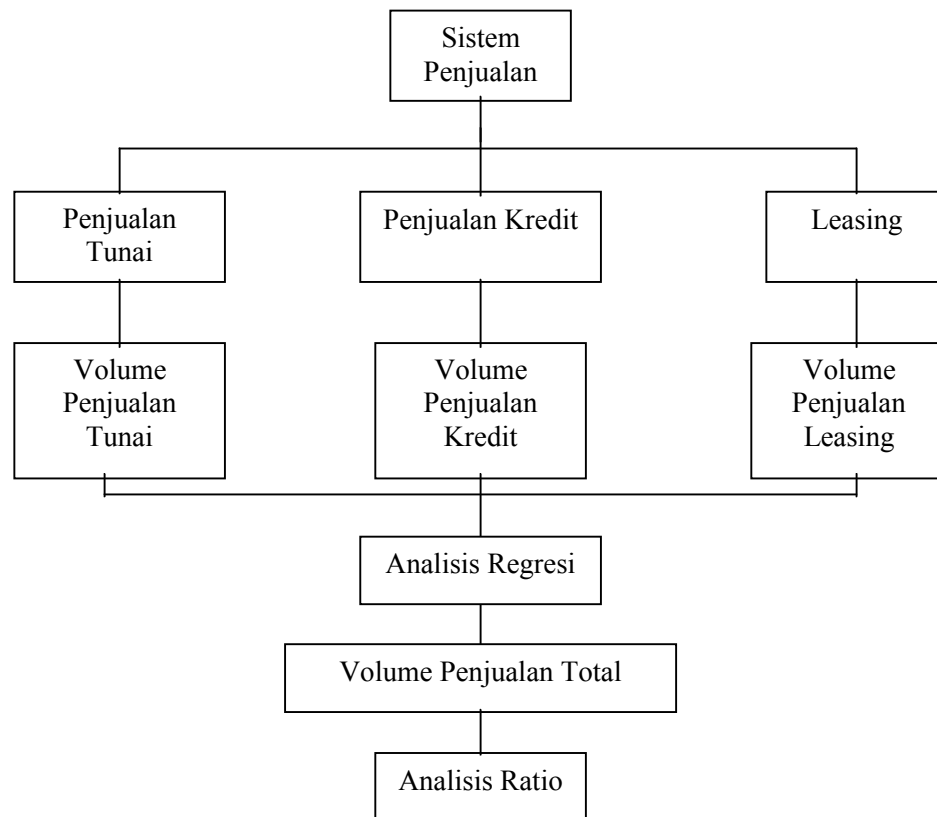 Sistem
Penjualan
Penjualan
Tunai
Penjualan Kredit
Leasing
Volume
Penjualan
Tunai
Volume
Penjualan
Kredit
Volume
Penjualan
Leasing
Analisis Regresi
Volume Penjualan Total
Analisis Ratio